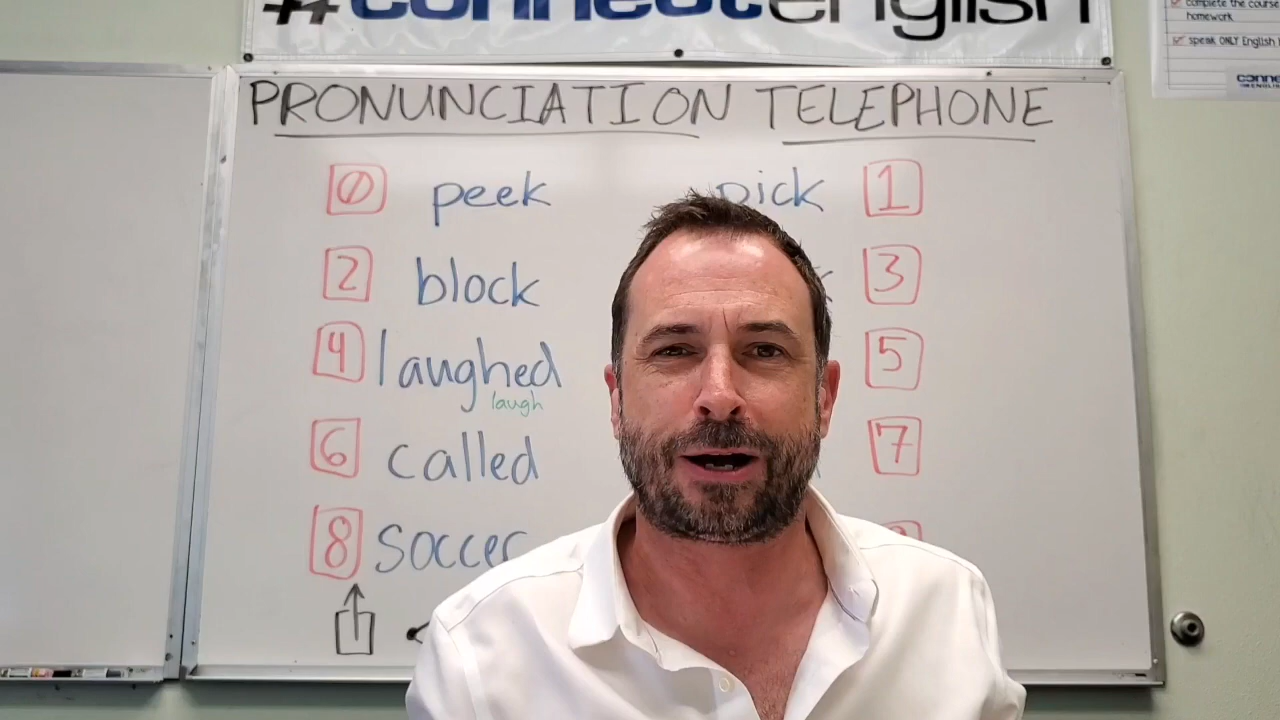 #connectenglish
complete the course
homework
speak ONLY English
PRONUNCIATION TELEPHONE
0 peek pick 1
2 block 3
4 laughed 5
laugh
6 called 7
8 soccer